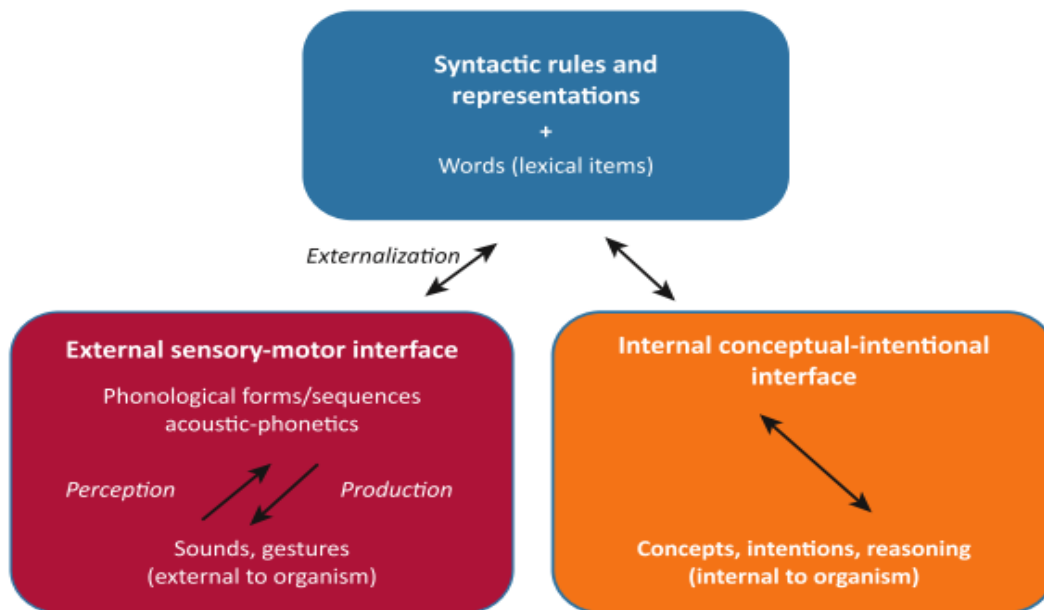 Syntactic rules and
representations
+
Words (lexical items)
Externalization
External sensory-motor interface
Phonological forms/sequences
acoustic-phonetics
Perception
Production
Sounds, gestures
(external to organism)
Internal conceptual-intentional
interface
Concepts, intentions, reasoning
(internal to organism)